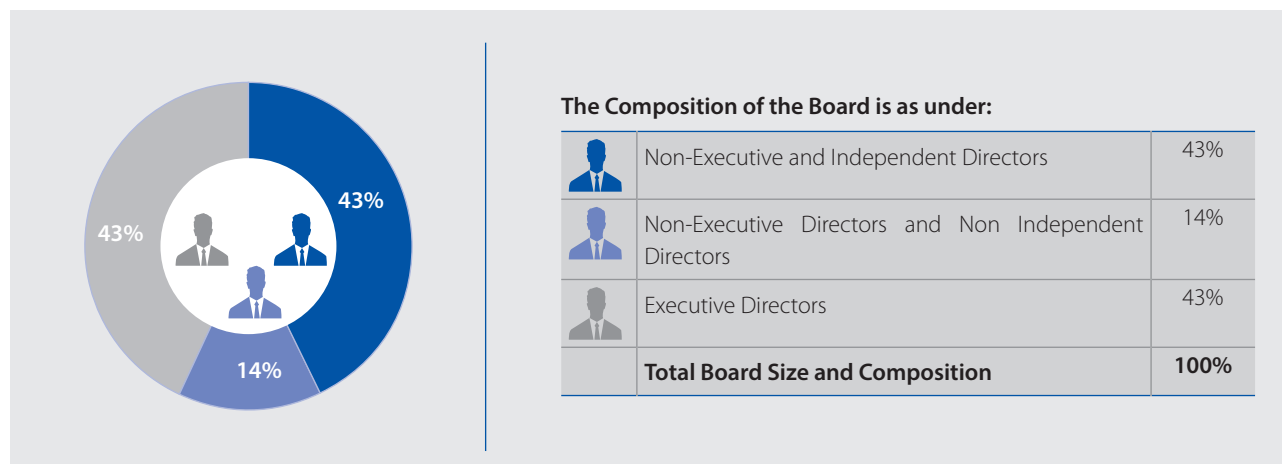 43%
43%
14%
The Composition of the Board is as under:
Non-Executive and Independent Directors 43%
Non-Executive Directors and Non Independent 14%
Directors
Executive Directors 43%
Total Board Size and Composition 100%